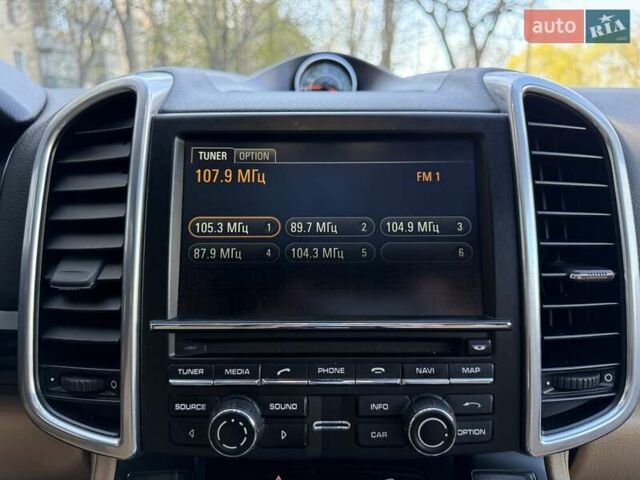 auto RIA
TUNER OPTION
107.9 МГц FM 1
105.3 МГц 1 89.7 МГц 2 104.9 МГц 3
87.9 МГц 4 104.3 МГц 5 6
TUNER MEDIA PHONE NAVI MAP
SOURCE SOUND INFO
CAR OPTION